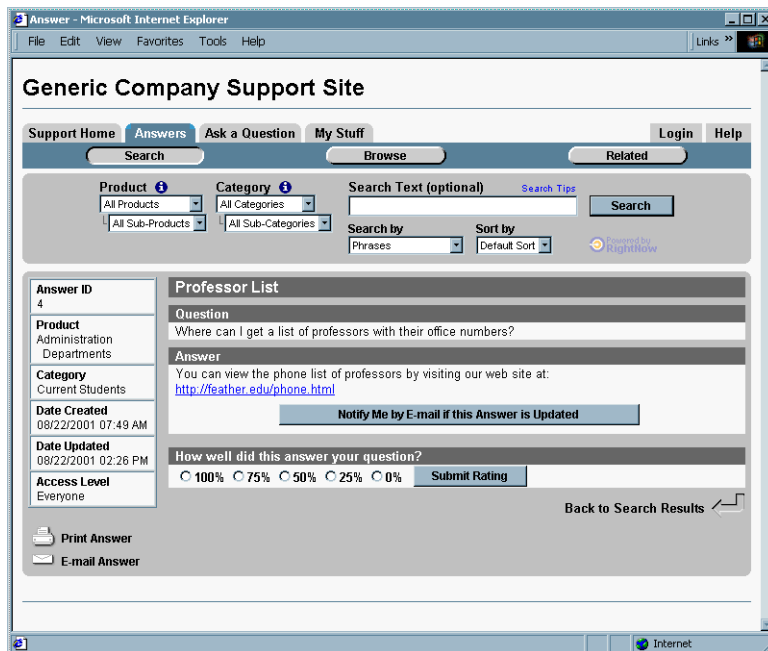 Answer - Microsoft Internet Explorer
File Edit View Favorites Tools Help Links »
Generic Company Support Site
Support Home Answers Ask a Question My Stuff Login Help
Search Browse Related
Product Category Search Text (optional) Search Tips
All Products All Categories Search
All Sub-Products All Sub-Categories
Search by Sort by
Phrases Default Sort
Powered by
RightNow
Answer ID
4
Product
Administration
Departments
Category
Current Students
Date Created
08/22/2001 07:49 AM
Date Updated
08/22/2001 02:26 PM
Access Level
Everyone
Print Answer
E-mail Answer
Professor List
Question
Where can I get a list of professors with their office numbers?
Answer
You can view the phone list of professors by visiting our web site at:
http://feather.edu/phone.html
Notify Me by E-mail if this Answer is Updated
How well did this answer your question?
100% 75% 50% 25% 0% Submit Rating
Back to Search Results
Internet